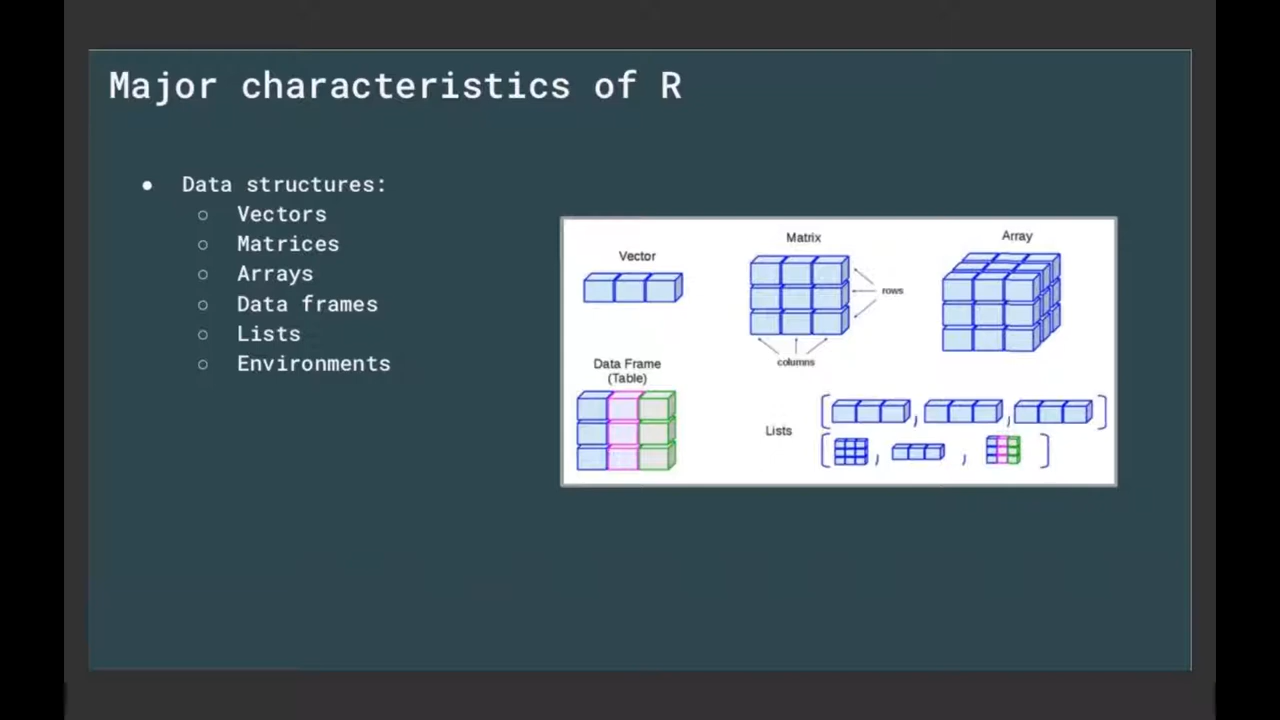 Major characteristics of R
● Data structures:
○ Vectors
○ Matrices
○ Arrays
○ Data frames
○ Lists
○ Environments
Vector
Matrix
Array
rows
columns
Data Frame
(Table)
Lists